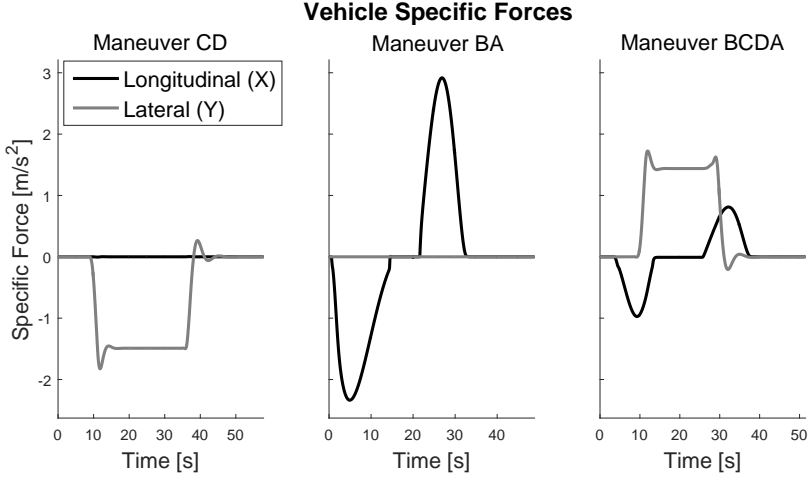 Vehicle Specific Forces
Maneuver CD
Maneuver BA
Maneuver BCDA
Longitudinal (X)
Lateral (Y)
Specific Force [m/s²]
3
2
1
0
-1
-2
0 10 20 30 40 50
0 10 20 30 40
0 10 20 30 40 50
Time [s]
Time [s]
Time [s]